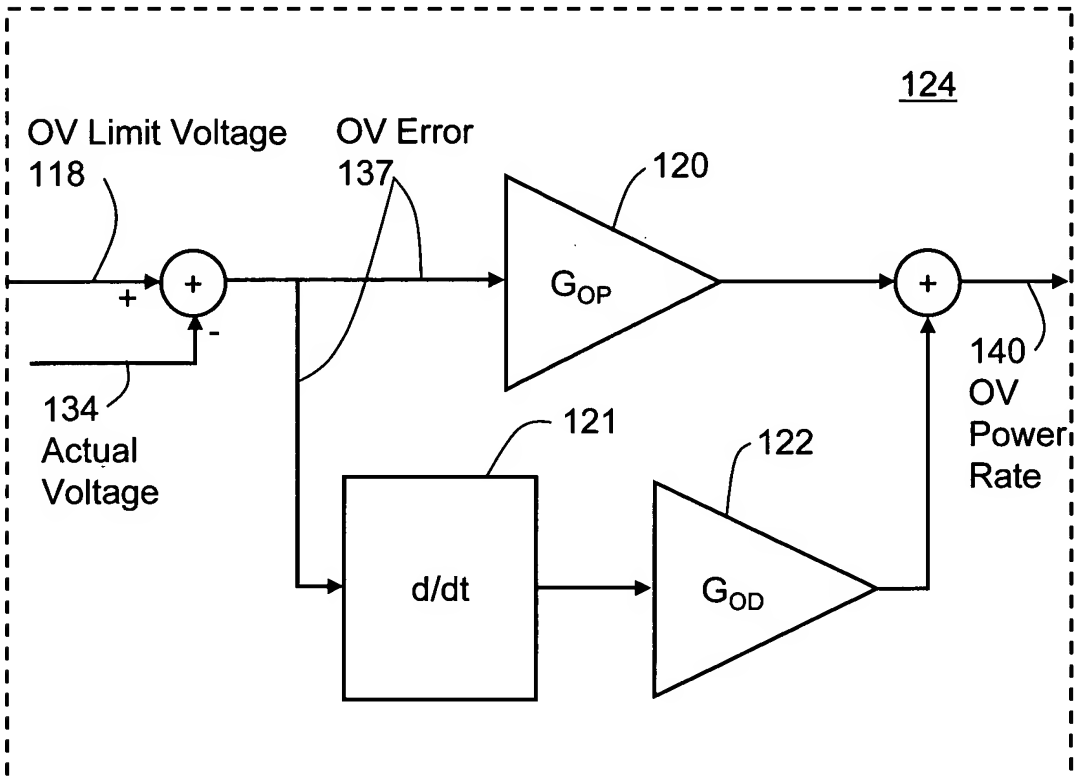 124
OV Limit Voltage
118
OV Error
137
120
G_OP
+
+
+
-
134
Actual
Voltage
121
d/dt
122
G_OD
140
OV
Power
Rate